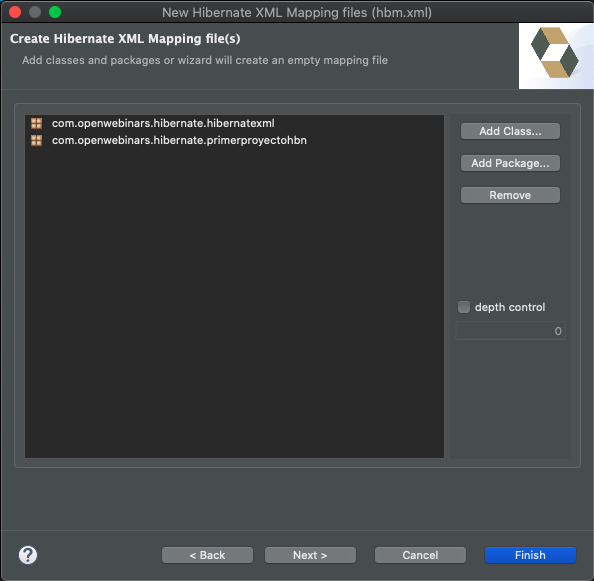 New Hibernate XML Mapping files (hbm.xml)
Create Hibernate XML Mapping file(s)
Add classes and packages or wizard will create an empty mapping file
com.openwebinars.hibernate.hibernatexml
com.openwebinars.hibernate.primerproyectohbn
Add Class...
Add Package...
Remove
depth control
0
?
< Back
Next >
Cancel
Finish